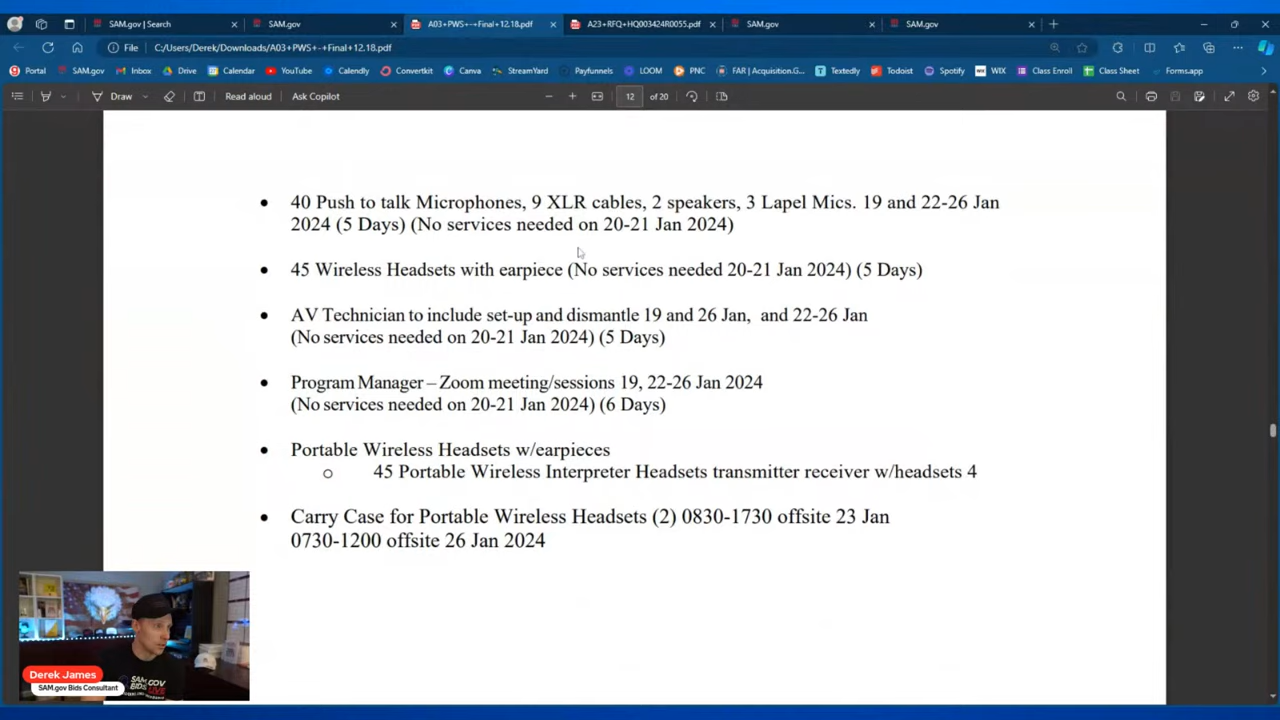 SAM.gov | Search
SAM.gov
A03+PWS+-+Final+12.18.pdf
A23+RFQ+HQ003424R0055.pdf
SAM.gov
SAM.gov
File
C:/Users/Derek/Downloads/A03+PWS+-+Final+12.18.pdf
Portal
SAM.gov
Inbox
Drive
Calendar
YouTube
Calendly
Convertkit
Canva
StreamYard
Payfunnels
LOOM
PNC
FAR | Acquisition.G...
Textedly
Todoist
Spotify
WIX
Class Enroll
Class Sheet
Forms.app
Draw
Read aloud
Ask Copilot
12 of 20
• 40 Push to talk Microphones, 9 XLR cables, 2 speakers, 3 Lapel Mics. 19 and 22-26 Jan
2024 (5 Days) (No services needed on 20-21 Jan 2024)
• 45 Wireless Headsets with earpiece (No services needed 20-21 Jan 2024) (5 Days)
• AV Technician to include set-up and dismantle 19 and 26 Jan, and 22-26 Jan
(No services needed on 20-21 Jan 2024) (5 Days)
• Program Manager – Zoom meeting/sessions 19, 22-26 Jan 2024
(No services needed on 20-21 Jan 2024) (6 Days)
• Portable Wireless Headsets w/earpieces
o 45 Portable Wireless Interpreter Headsets transmitter receiver w/headsets 4
• Carry Case for Portable Wireless Headsets (2) 0830-1730 offsite 23 Jan
0730-1200 offsite 26 Jan 2024
SAM.GOV
BIDS LIVE
Derek James
SAM.gov Bids Consultant